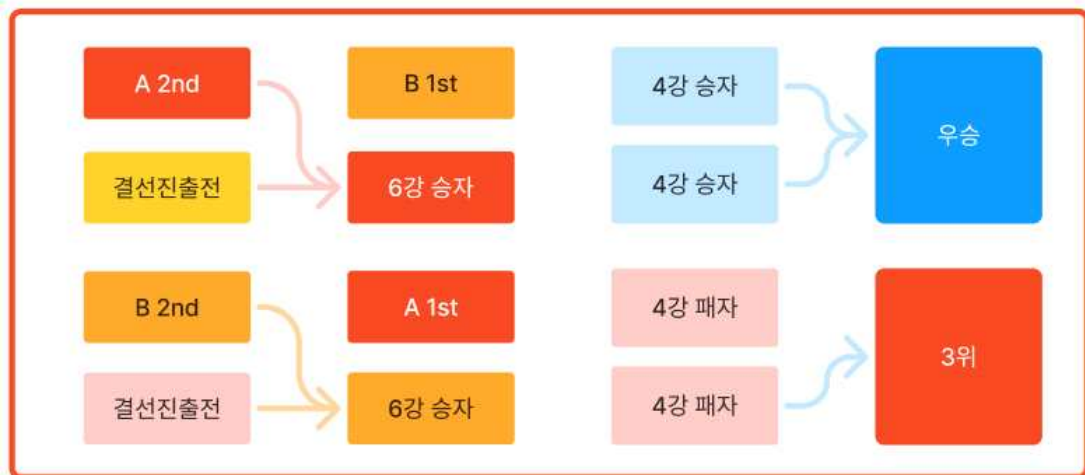 A 2nd
결선진출전
B 1st
6강 승자
B 2nd
결선진출전
A 1st
6강 승자
4강 승자
4강 승자
우승
4강 패자
4강 패자
3위